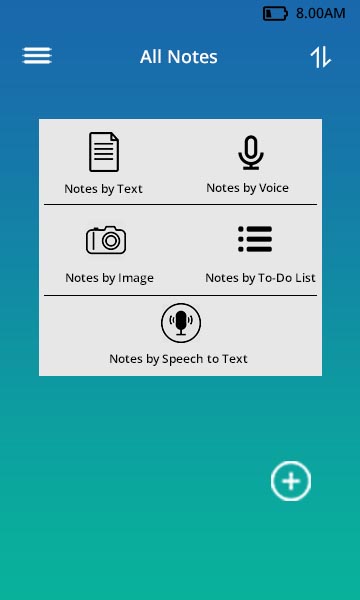 8.00AM
All Notes
Notes by Text
Notes by Voice
Notes by Image
Notes by To-Do List
Notes by Speech to Text